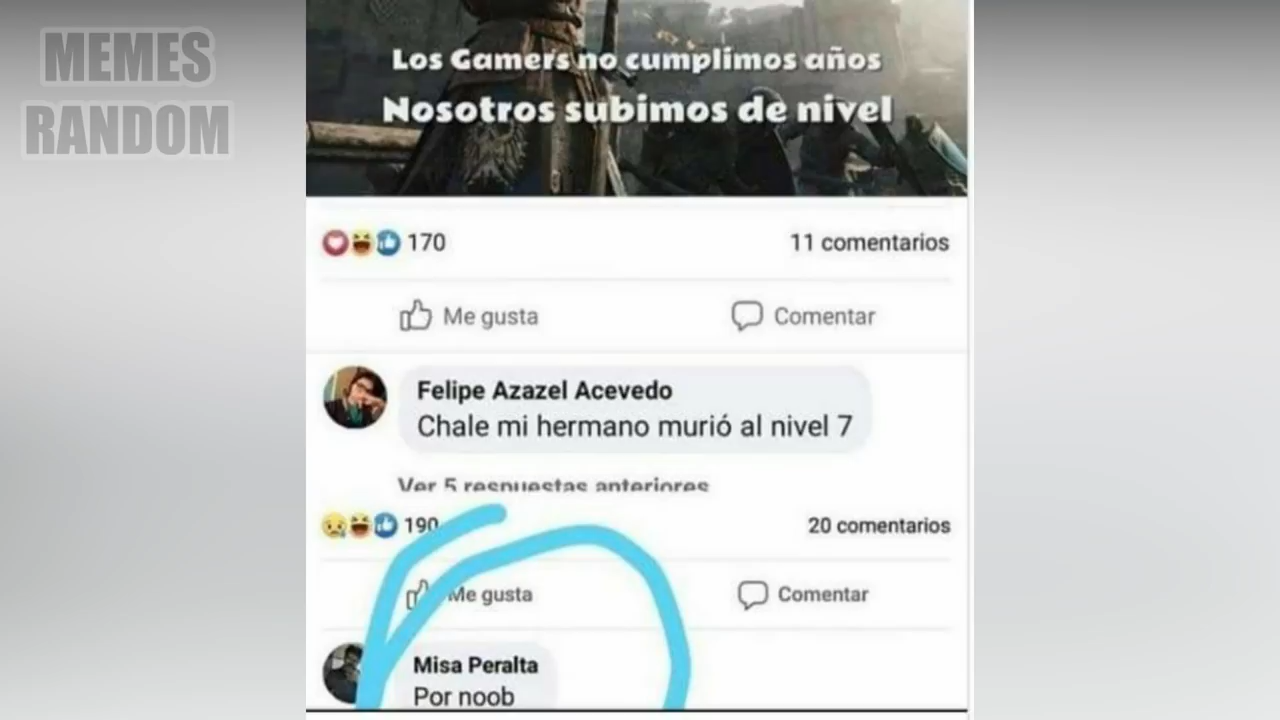 MEMES
RANDOM
Los Gamers no cumplimos años
Nosotros subimos de nivel
170
11 comentarios
Me gusta
Comentar
Felipe Azazel Acevedo
Chale mi hermano murió al nivel 7
Ver 5 respuestas anteriores
190
20 comentarios
Me gusta
Comentar
Misa Peralta
Por noob